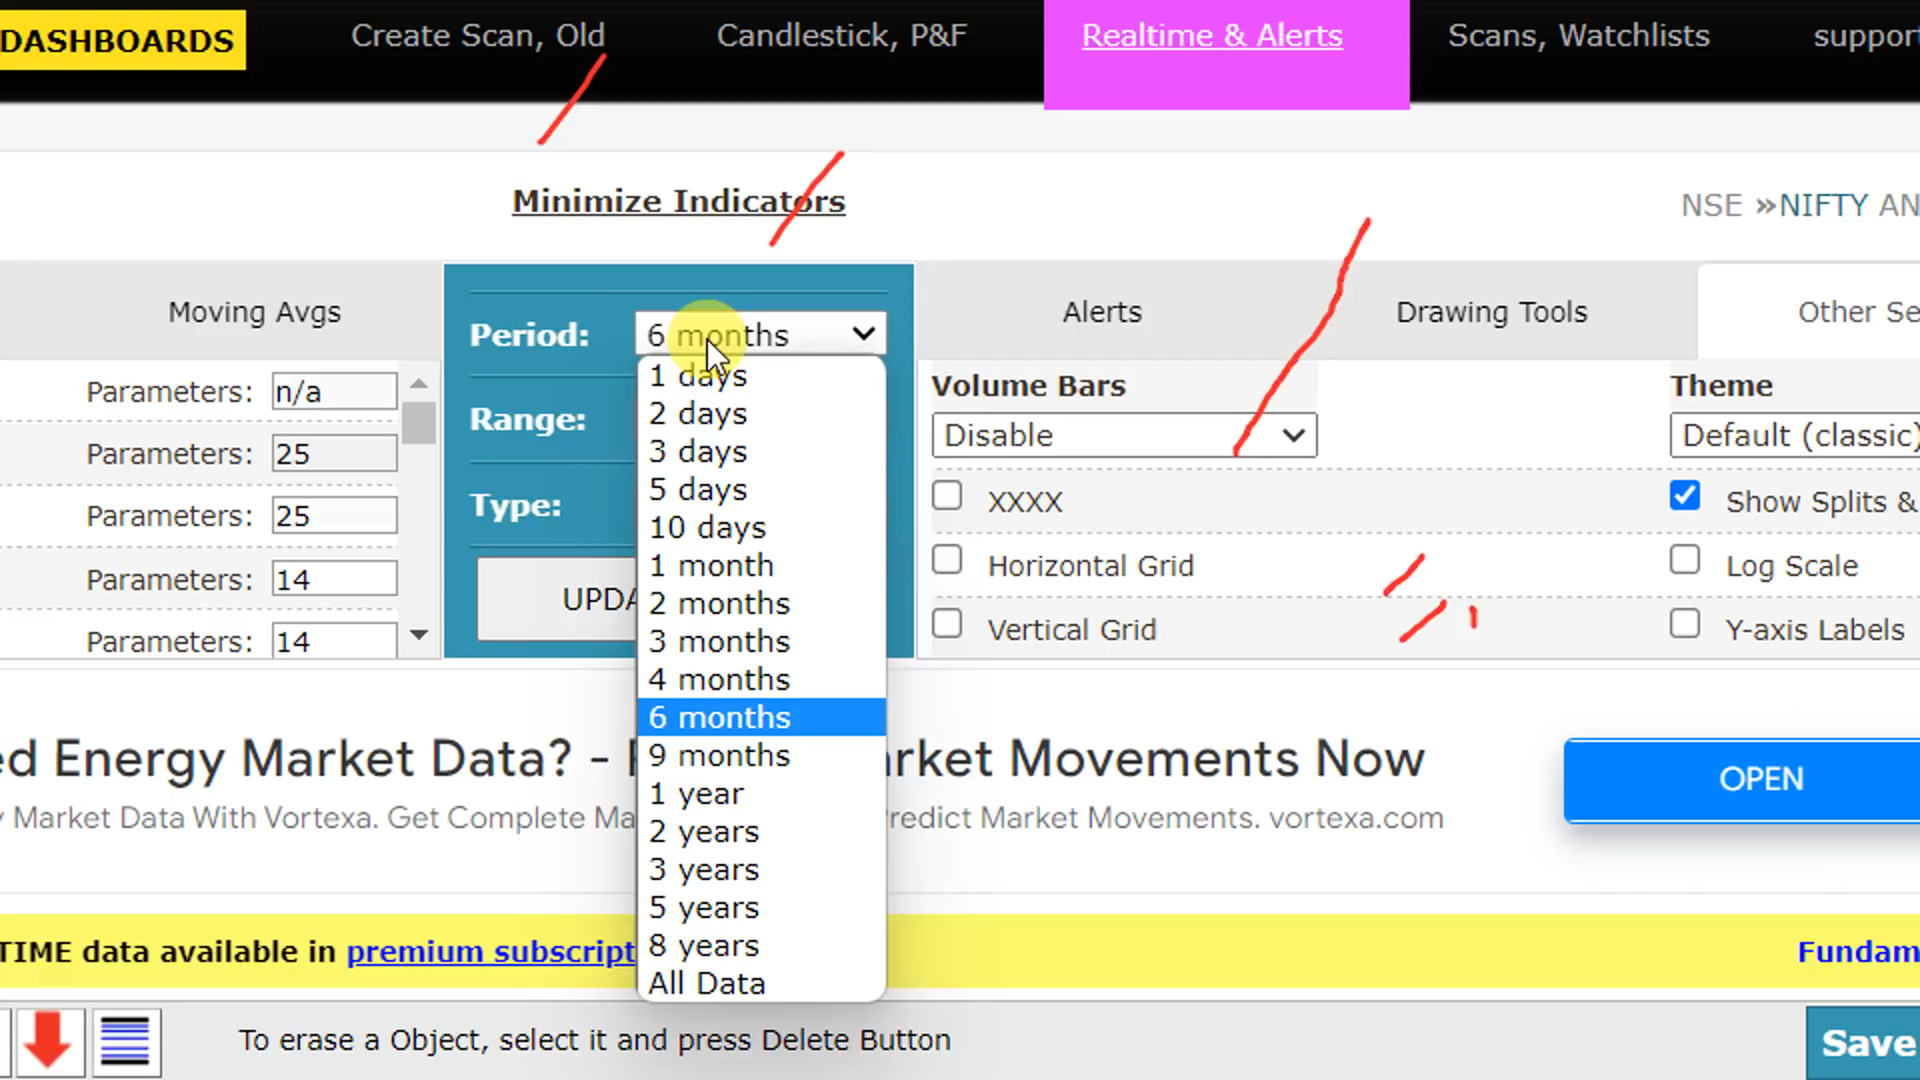 DASHBOARDS
Create Scan, Old
Candlestick, P&F
Realtime & Alerts
Scans, Watchlists
support
Minimize Indicators
NSE »NIFTY AN
Moving Avgs
Alerts
Drawing Tools
Other Se
Parameters: n/a
Parameters: 25
Parameters: 25
Parameters: 14
Parameters: 14
Period: 6 months
Range:
Type:
UPDA
1 days
2 days
3 days
5 days
10 days
1 month
2 months
3 months
4 months
6 months
9 months
1 year
2 years
3 years
5 years
8 years
All Data
Volume Bars
Disable
XXXX
Horizontal Grid
Vertical Grid
Theme
Default (classic)
Show Splits &
Log Scale
Y-axis Labels
ed Energy Market Data? -
rket Movements Now
OPEN
y Market Data With Vortexa. Get Complete Ma
redict Market Movements. vortexa.com
TIME data available in premium subscript
Fundam
To erase a Object, select it and press Delete Button
Save